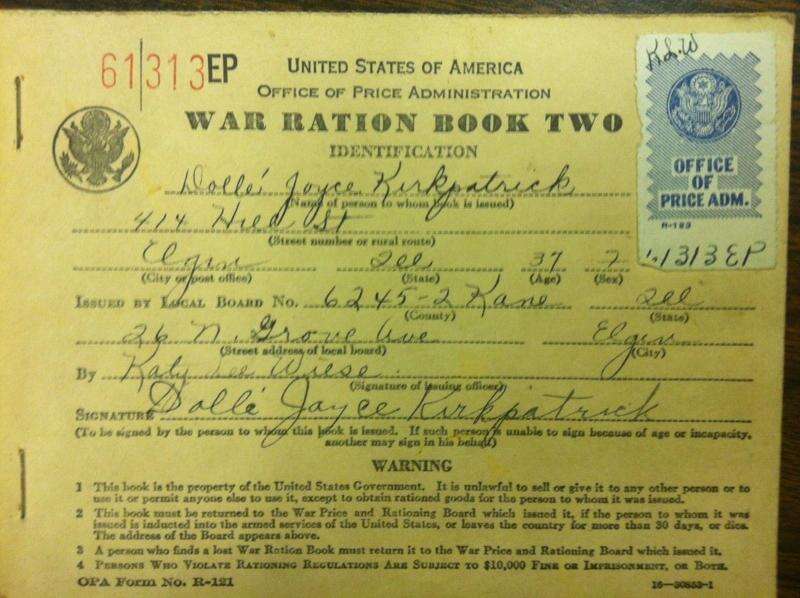 61313EP
UNITED STATES OF AMERICA
OFFICE OF PRICE ADMINISTRATION
WAR RATION BOOK TWO
IDENTIFICATION
OFFICE
OF
PRICE ADM.
R-123
61313EP
Dollé Joyce Kirkpatrick
(Name of person to whom book is issued)
414 Hill St
(Street number or rural route)
Elgin Ill 37 F
(City or post office) (State) (Age) (Sex)
ISSUED BY LOCAL BOARD NO. 6245-2 Kane Ill
(County) (State)
26 N. Grove Ave Elgin
(Street address of local board) (City)
By Katy
(Signature of issuing officer)
SIGNATURE Dollé Joyce Kirkpatrick
(To be signed by the person to whom this book is issued. If such person is unable to sign because of age or incapacity,
another may sign in his behalf)
WARNING
1 This book is the property of the United States Government. It is unlawful to sell or give it to any other person or to
use it or permit anyone else to use it, except to obtain rationed goods for the person to whom it was issued.
2 This book must be returned to the War Price and Rationing Board which issued it, if the person to whom it was
issued is inducted into the armed services of the United States, or leaves the country for more than 30 days, or dies.
The address of the Board appears above.
3 A person who finds a lost War Ration Book must return it to the War Price and Rationing Board which issued it.
4 PERSONS WHO VIOLATE RATIONING REGULATIONS ARE SUBJECT TO $10,000 FINE OR IMPRISONMENT, OR BOTH.
OPA FORM NO. R-121 16-30853-1